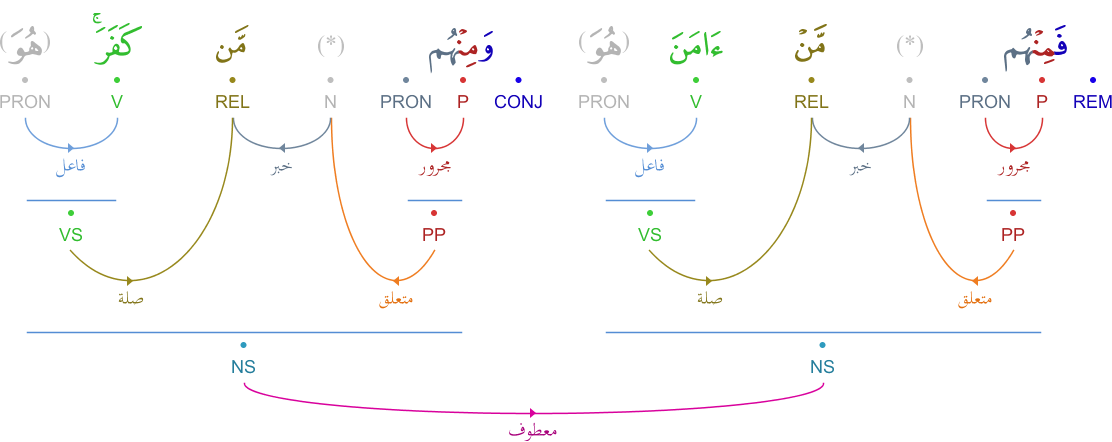 فَمِنْهُم (*) مَّنْ ءَامَنَ (هُوَ) وَمِنْهُم (*) مَّن كَفَرَ ۚ (هُوَ)
REM P PRON N REL V PRON CONJ P PRON N REL V PRON
مجرور خبر فاعل مجرور خبر فاعل
PP VS PP VS
متعلق صلة متعلق صلة
NS NS
معطوف